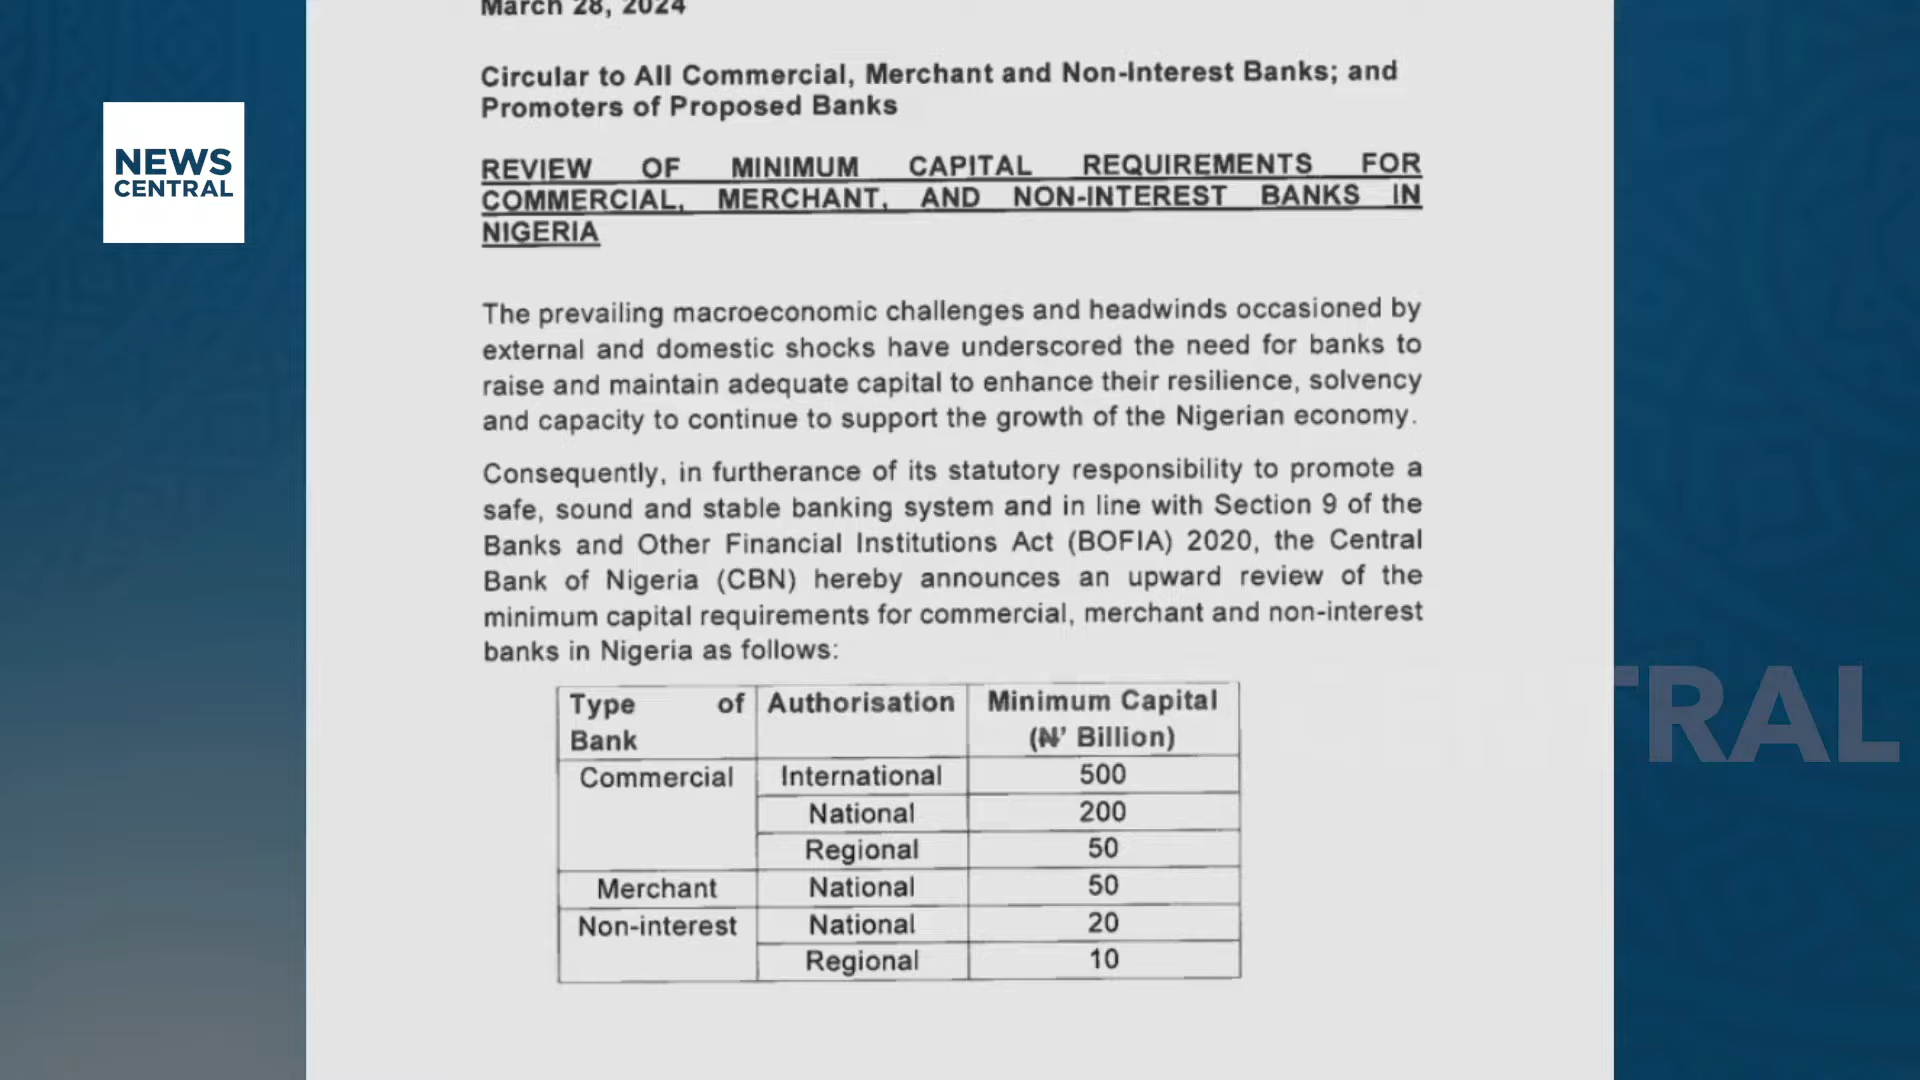 March 28, 2024
Circular to All Commercial, Merchant and Non-Interest Banks; and
Promoters of Proposed Banks
NEWS
CENTRAL
REVIEW OF MINIMUM CAPITAL REQUIREMENTS FOR
COMMERCIAL, MERCHANT, AND NON-INTEREST BANKS IN
NIGERIA
The prevailing macroeconomic challenges and headwinds occasioned by
external and domestic shocks have underscored the need for banks to
raise and maintain adequate capital to enhance their resilience, solvency
and capacity to continue to support the growth of the Nigerian economy.
Consequently, in furtherance of its statutory responsibility to promote a
safe, sound and stable banking system and in line with Section 9 of the
Banks and Other Financial Institutions Act (BOFIA) 2020, the Central
Bank of Nigeria (CBN) hereby announces an upward review of the
minimum capital requirements for commercial, merchant and non-interest
banks in Nigeria as follows:
Type of Bank Authorisation Minimum Capital (₦' Billion)
Commercial International 500
National 200
Regional 50
Merchant National 50
Non-interest National 20
Regional 10
TRAL